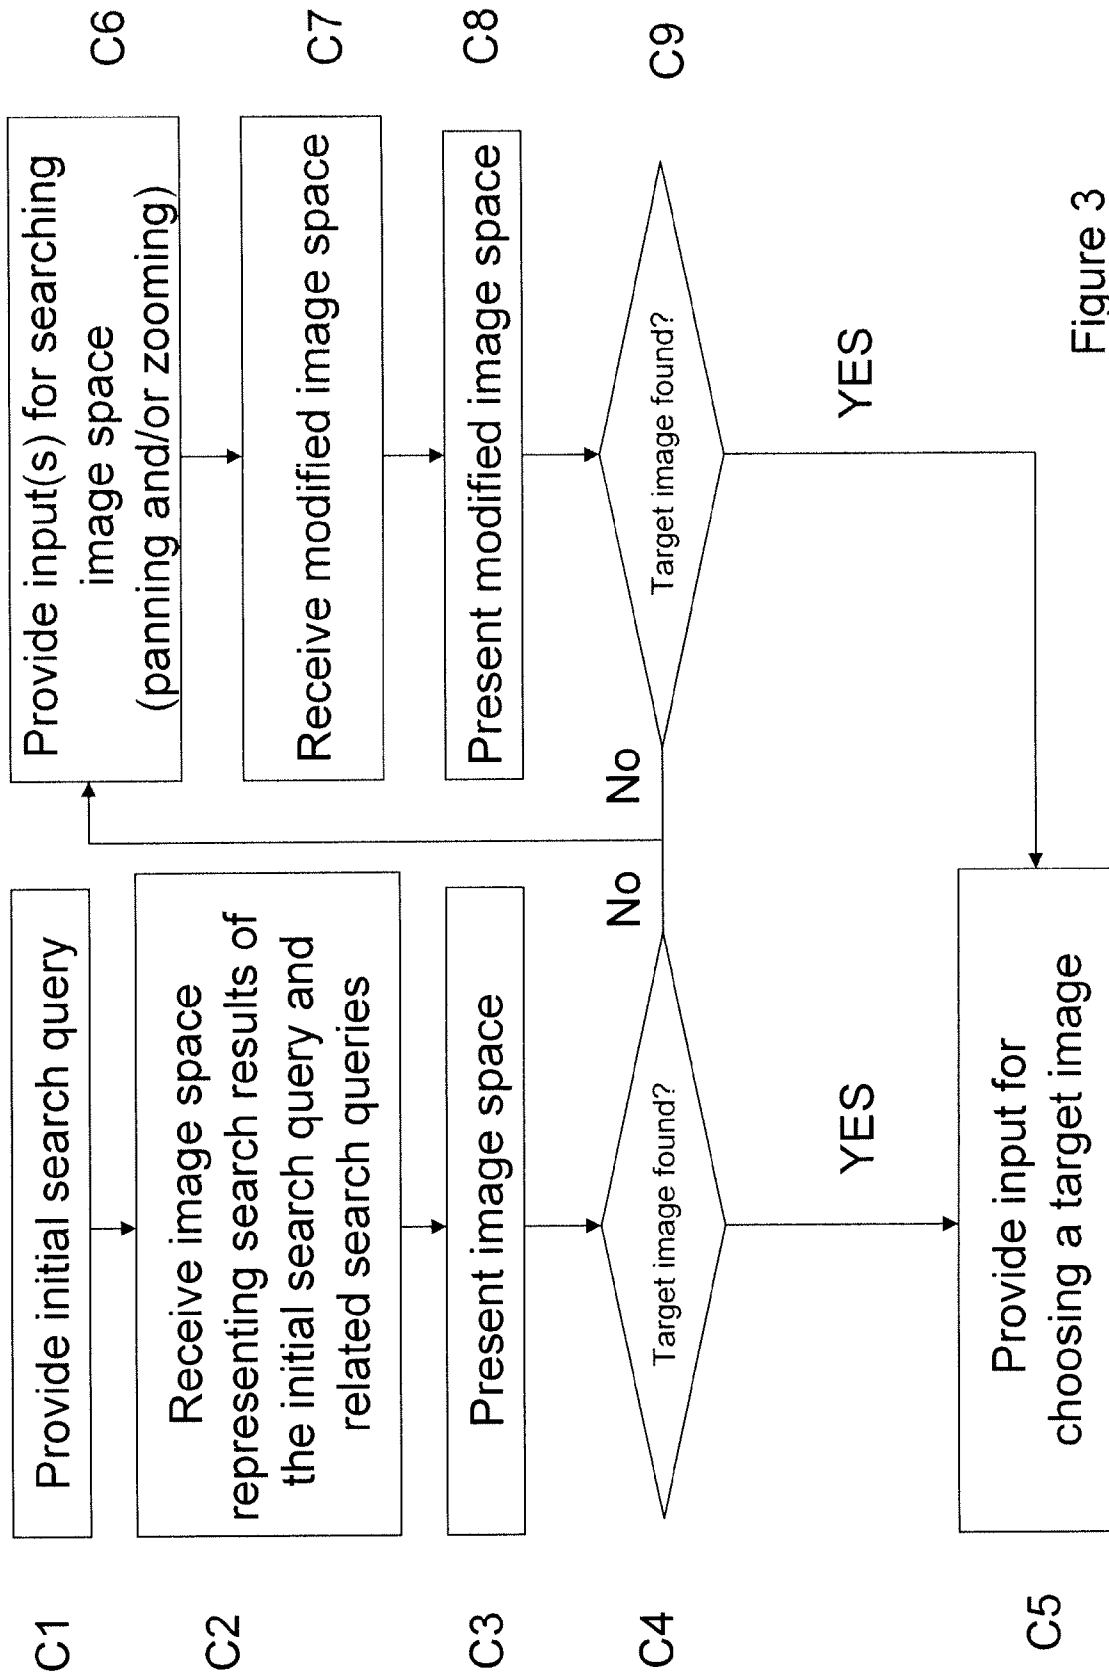 C1
Provide initial search query
C2
Receive image space
representing search results of
the initial search query and
related search queries
C3
Present image space
C4
Target image found?
No
YES
C5
Provide input for
choosing a target image
Provide input(s) for searching
image space
(panning and/or zooming)
C6
Receive modified image space
C7
Present modified image space
C8
Target image found?
C9
No
YES
Figure 3